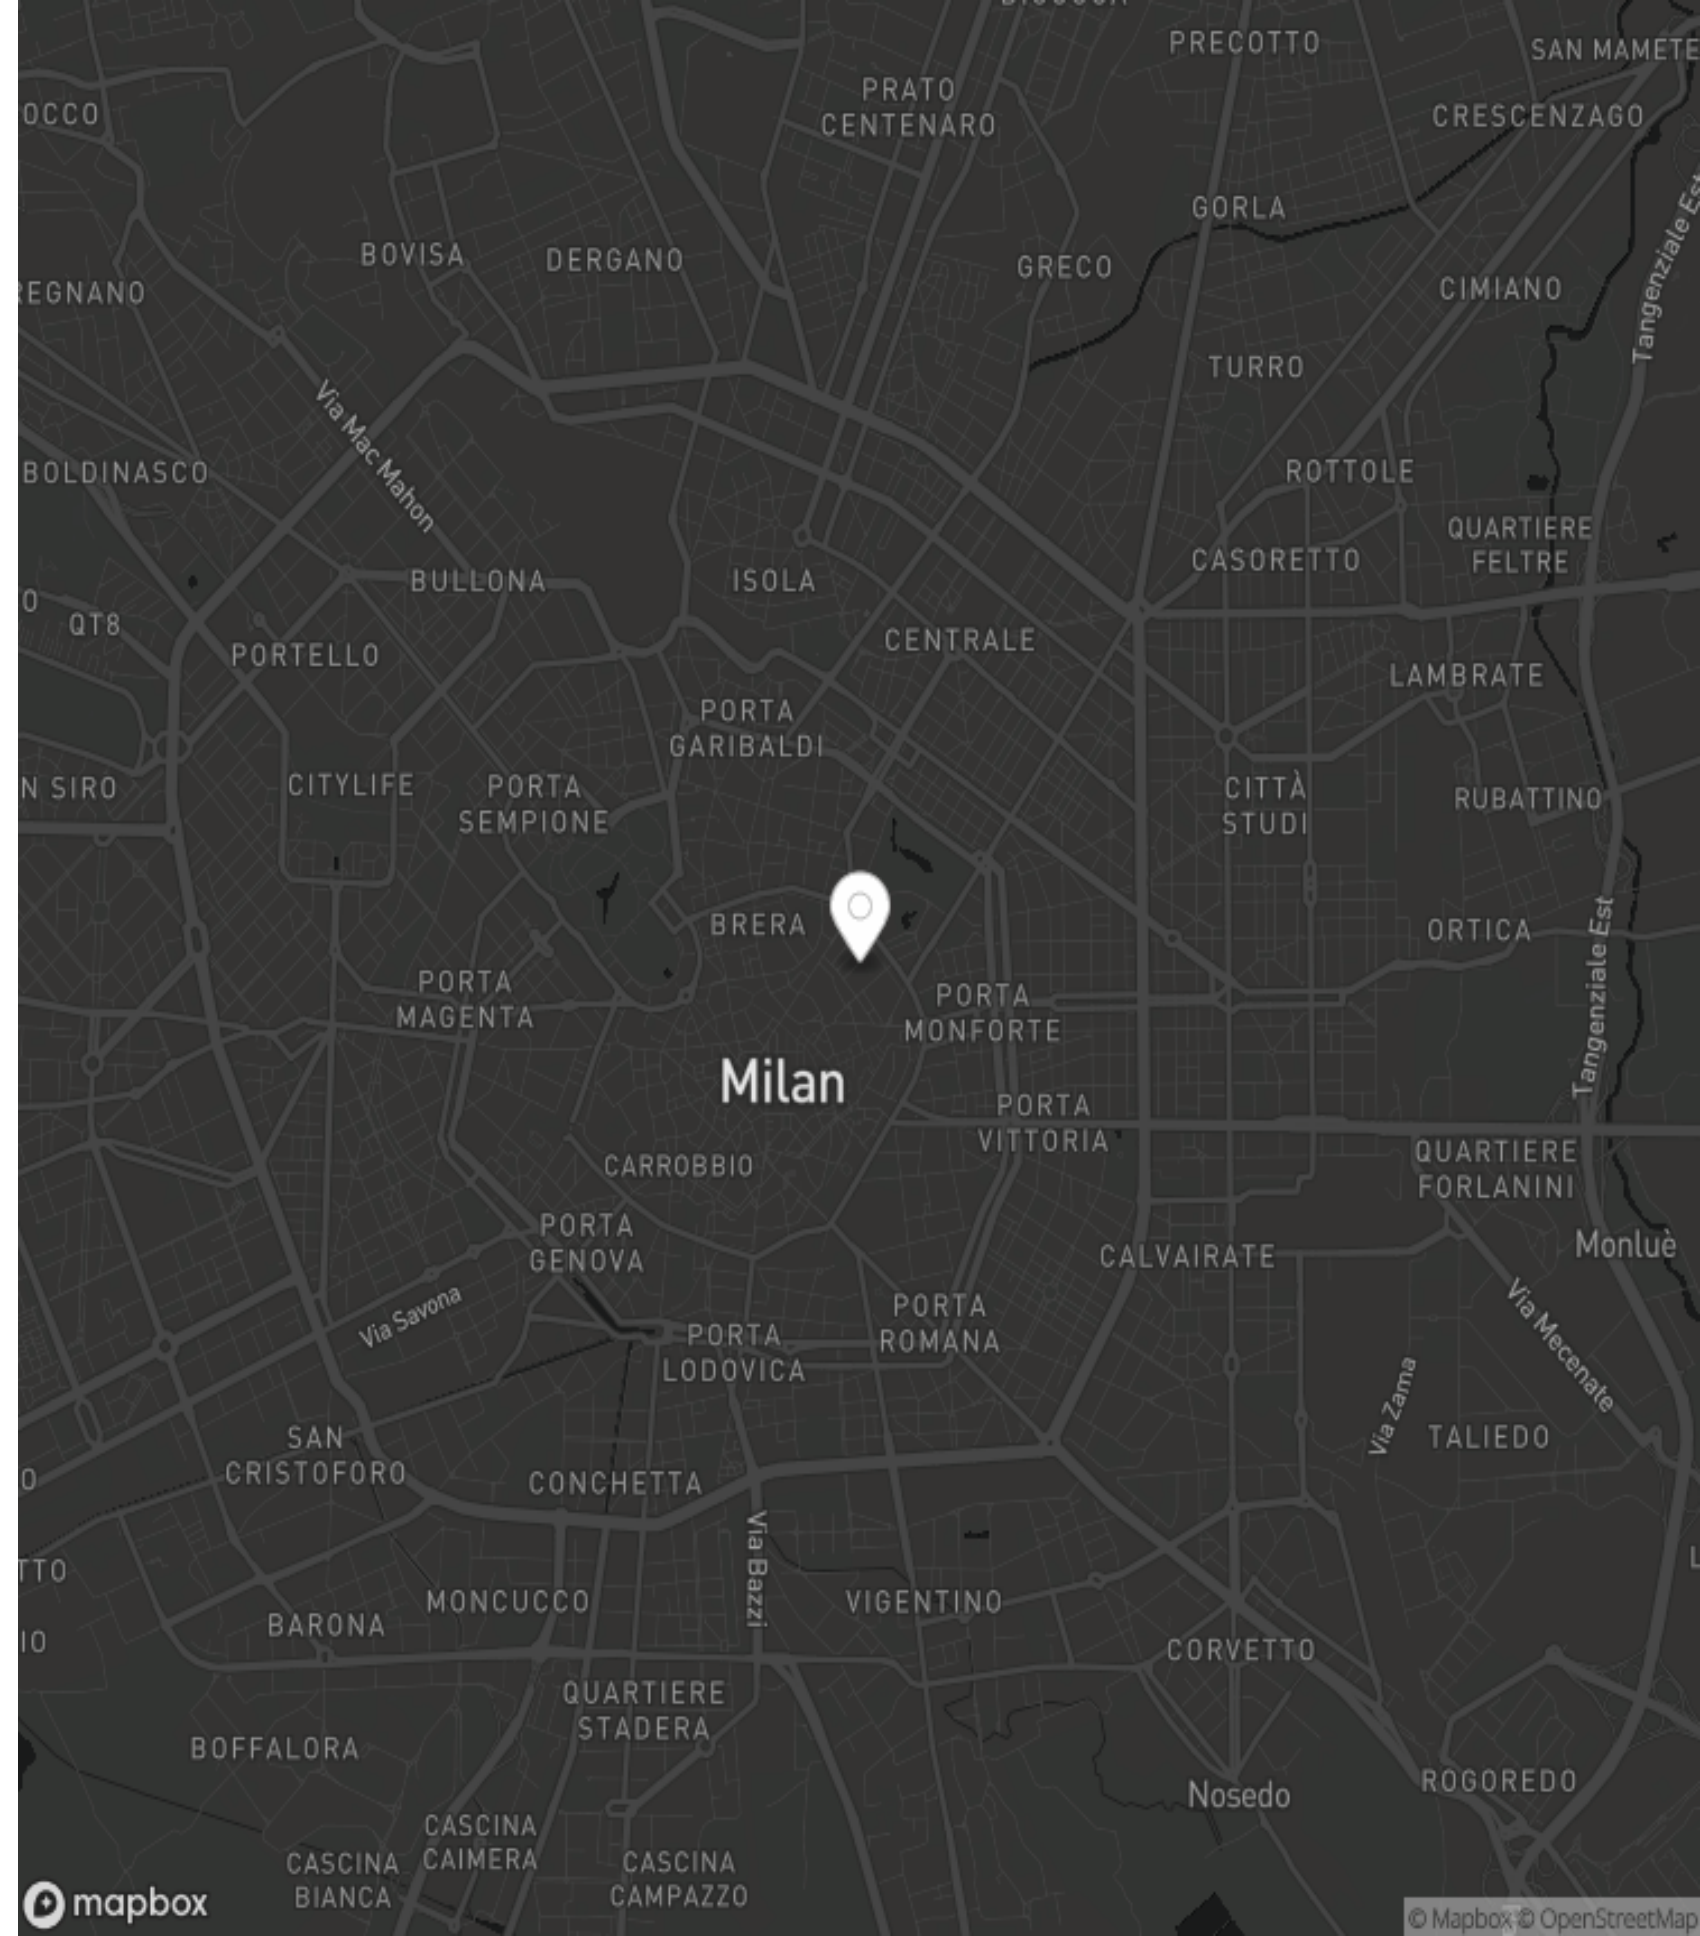 PRECOTTO
SAN MAMETE
PRATO
CENTENARO
OCCO
CRESCENZAGO
GORLA
BOVISA
DERGANO
GRECO
CIMIANO
REGNANO
Tangenziale Est
TURRO
Via Mac Mahon
BOLDINASCO
ROTTOLE
QUARTIERE
FELTRE
CASORETTO
BULLONA
ISOLA
O
QT8
PORTELLO
CENTRALE
LAMBRATE
PORTA
GARIBALDI
N SIRO
CITYLIFE
PORTA
SEMPIONE
CITTÀ
STUDI
RUBATTINO
BRERA
ORTICA
Tangenziale Est
PORTA
MAGENTA
PORTA
MONFORTE
Milan
PORTA
VITTORIA
QUARTIERE
FORLANINI
CARROBBIO
PORTA
GENOVA
CALVAIRATE
Monluè
Via Savona
PORTA
ROMANA
PORTA
LODOVICA
Via Mecenate
Via Zama
SAN
CRISTOFORO
TALIEDO
O
CONCHETTA
Via Bazzi
TTO
MONCUCCO
VIGENTINO
BARONA
IO
CORVETTO
QUARTIERE
STADERA
BOFFALORA
ROGOREDO
Nosedo
CASCINA
CAIMERA
CASCINA
BIANCA
CASCINA
CAMPAZZO
mapbox
© Mapbox © OpenStreetMap